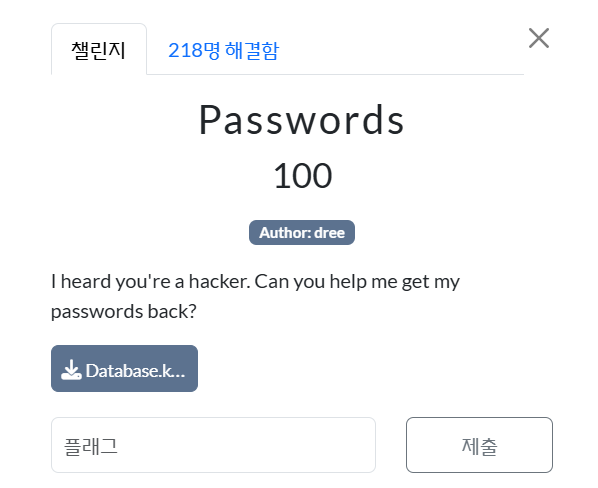 챌린지
218명 해결함
Passwords
100
Author: dree
I heard you're a hacker. Can you help me get my
passwords back?
Database.k...
플래그
제출